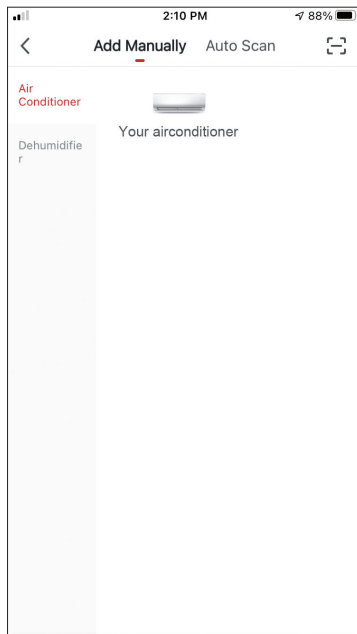 2:10 PM
88%
Add Manually
Auto Scan
Air
Conditioner
Your airconditioner
Dehumidifie
r